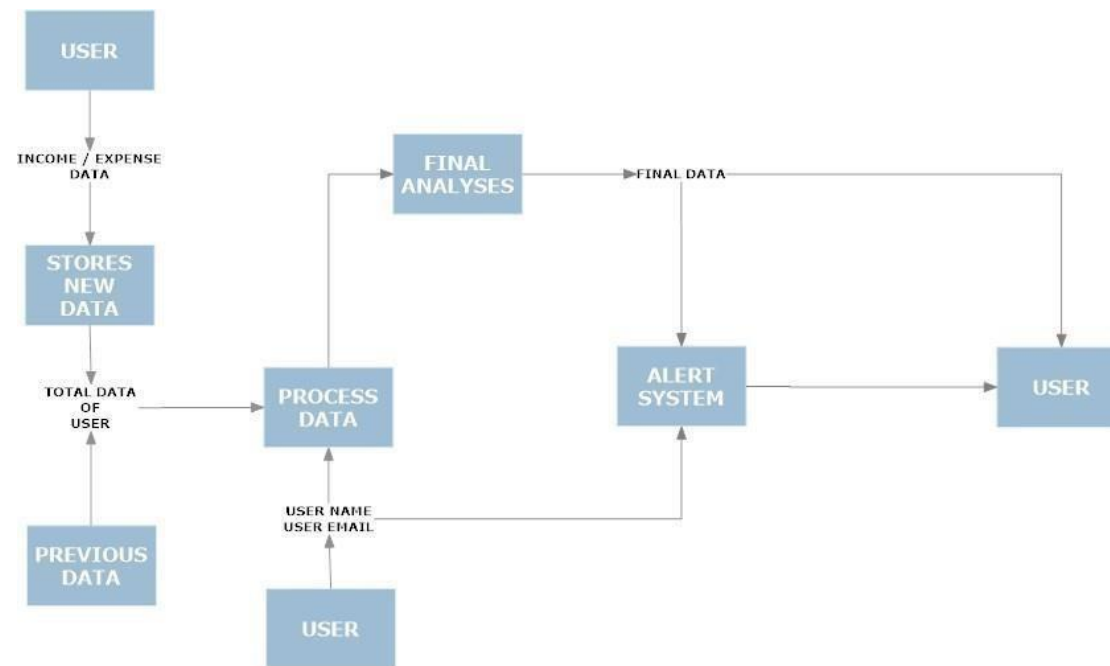 USER
INCOME / EXPENSE
DATA
STORES
NEW
DATA
TOTAL DATA
OF
USER
PREVIOUS
DATA
PROCESS
DATA
USER NAME
USER EMAIL
USER
FINAL
ANALYSES
FINAL DATA
ALERT
SYSTEM
USER